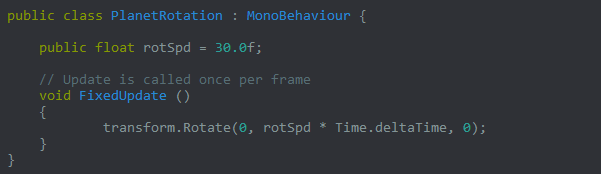 public class PlanetRotation : MonoBehaviour {
public float rotSpd = 30.0f;
// Update is called once per frame
void FixedUpdate ()
{
transform.Rotate(0, rotSpd * Time.deltaTime, 0);
}
}